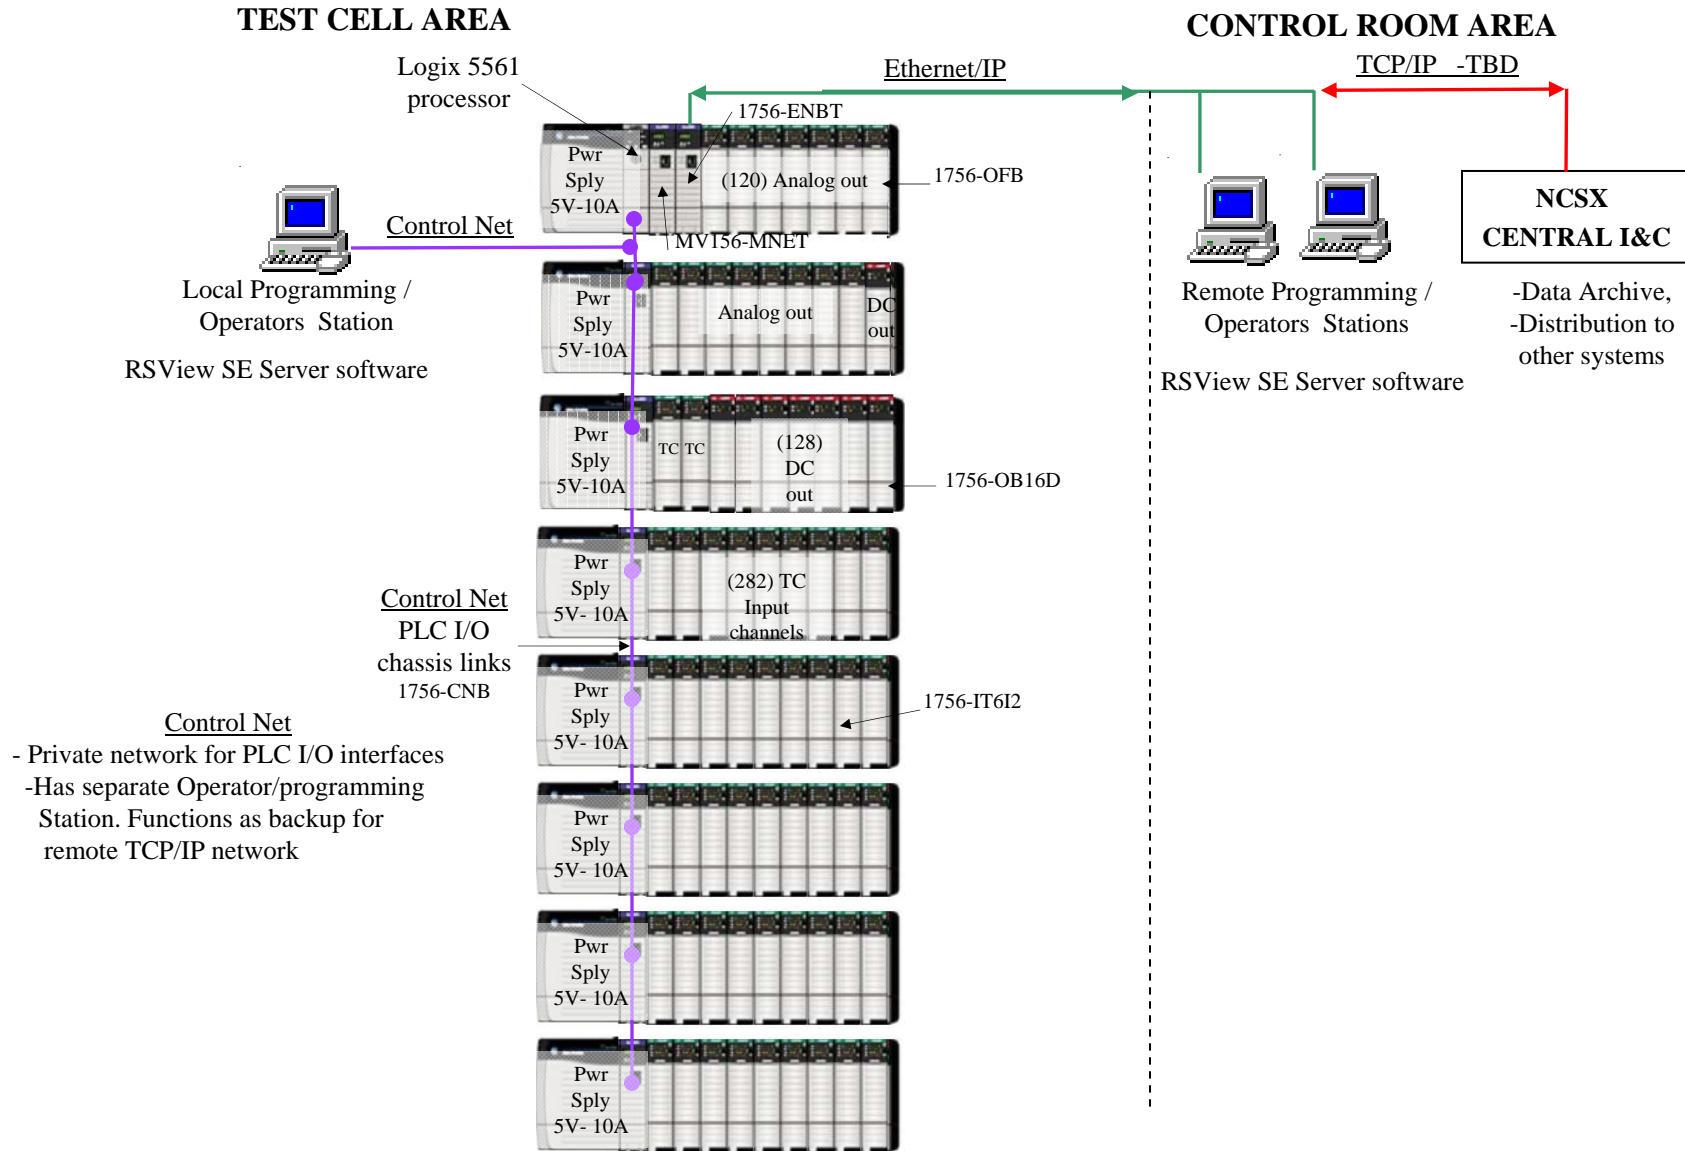 TEST CELL AREA
CONTROL ROOM AREA
Logix 5561
processor
Ethernet/IP
TCP/IP -TBD
1756-ENBT
Pwr
Sply
5V-10A
(120) Analog out
1756-OFB
MVI56-MNET
Control Net
Local Programming /
Operators Station
RSView SE Server software
Pwr
Sply
5V-10A
Analog out
DC
out
Remote Programming /
Operators Stations
RSView SE Server software
NCSX
CENTRAL I&C
-Data Archive,
-Distribution to
other systems
Pwr
Sply
5V-10A
TC TC
(128)
DC
out
1756-OB16D
Pwr
Sply
5V- 10A
(282) TC
Input
channels
Control Net
PLC I/O
chassis links
1756-CNB
Pwr
Sply
5V- 10A
1756-IT6I2
Control Net
- Private network for PLC I/O interfaces
-Has separate Operator/programming
Station. Functions as backup for
remote TCP/IP network
Pwr
Sply
5V- 10A
Pwr
Sply
5V- 10A
Pwr
Sply
5V- 10A